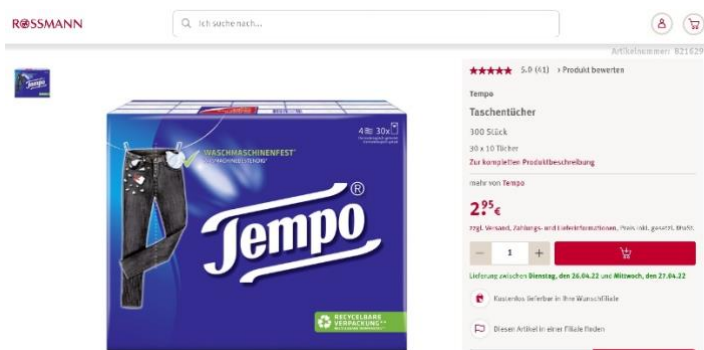 ROSSMANN
Ich suche nach...
Artikelnummer: 821629
5.0 (41) › Produkt bewerten
Tempo
Taschentücher
300 Stück
30 x 10 Tücher
Zur kompletten Produktbeschreibung
mehr von Tempo
2.95€
zzgl. Versand, Zahlungs- und Lieferinformationen, Preis inkl. gesetzl. MwSt.
− 1 +
Lieferung zwischen Dienstag, den 26.04.22 und Mittwoch, den 27.04.22
Kostenlos lieferbar in Ihre Wunschfiliale
Diesen Artikel in einer Filiale finden
Tempo
4 30x
WASCHMASCHINENFEST*
Tempo®
RECYCELBARE
VERPACKUNG**